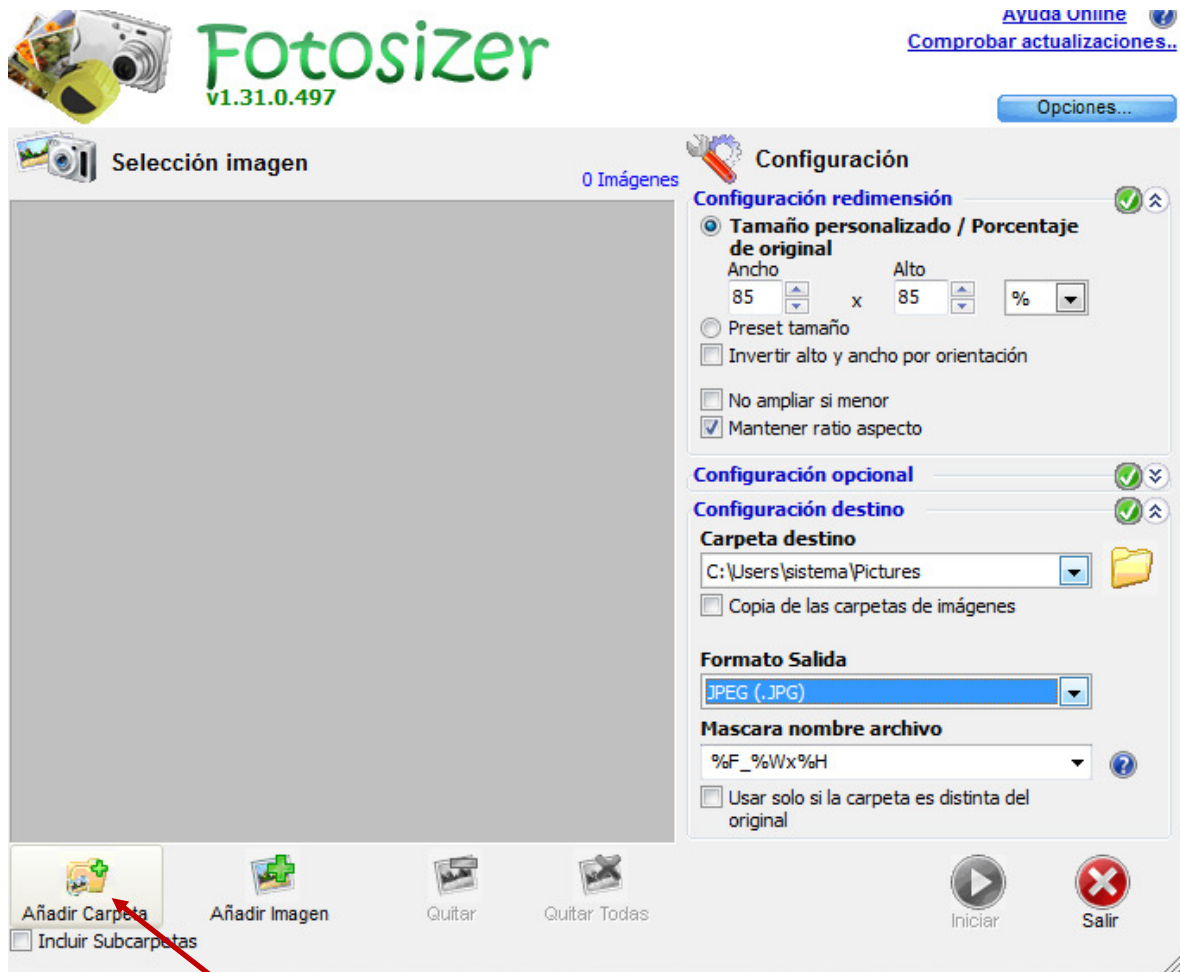 Ayuda Online
Comprobar actualizaciones..
Fotosizer
v1.31.0.497
Opciones...
Selección imagen
0 Imágenes
Configuración
Configuración redimensión
Tamaño personalizado / Porcentaje
de original
Ancho Alto
85 x 85 %
Preset tamaño
Invertir alto y ancho por orientación
No ampliar si menor
Mantener ratio aspecto
Configuración opcional
Configuración destino
Carpeta destino
C:\Users\sistema\Pictures
Copia de las carpetas de imágenes
Formato Salida
JPEG (.JPG)
Mascara nombre archivo
%F_%Wx%H
Usar solo si la carpeta es distinta del
original
Añadir Carpeta Añadir Imagen Quitar Quitar Todas Iniciar Salir
Incluir Subcarpetas